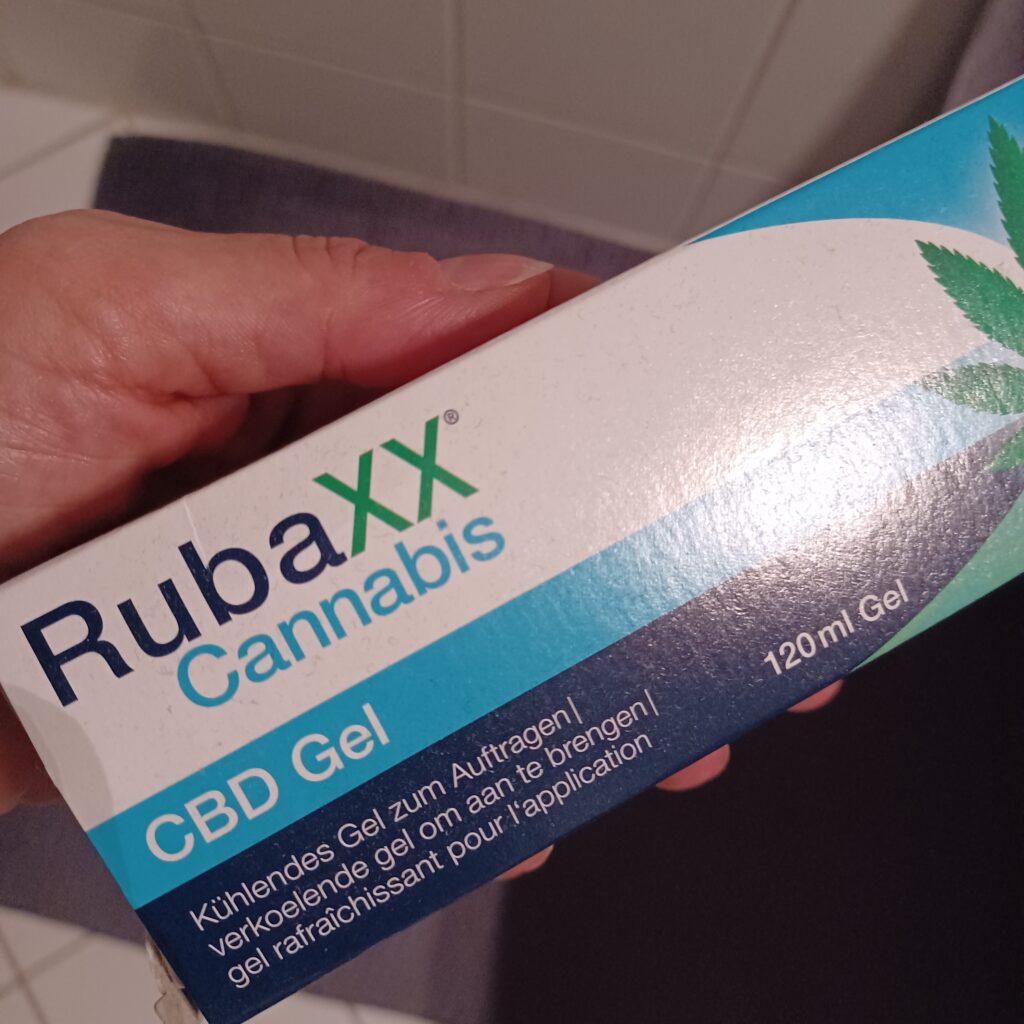 RubaXX®
Cannabis
CBD Gel
Kühlendes Gel zum Auftragen|
verkoelende gel om aan te brengen|
gel rafraîchissant pour l'application
120 ml Gel